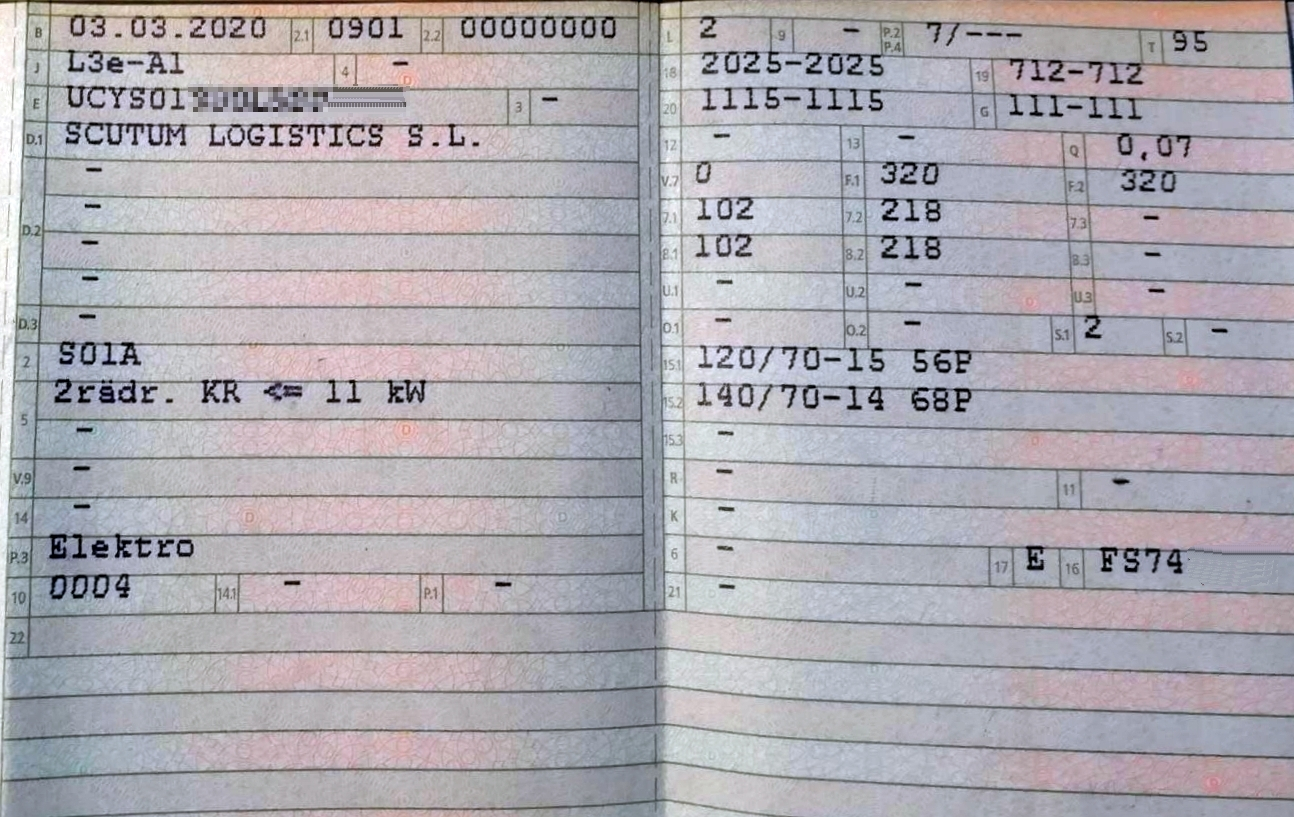 B 03.03.2020 2.1 0901 2.2 00000000
J L3e-A1 4 -
E UCYS01 3 -
D.1 SCUTUM LOGISTICS S.L.
-
-
D.2 -
-
D.3 -
2 S01A
2rädr. KR <= 11 kW
5 -
V.9 -
14 -
P.3 Elektro
10 0004 14.1 - P.1 -
22
L 2 9 - P.2 P.4 7/--- T 95
18 2025-2025 19 712-712
20 1115-1115 G 111-111
12 - 13 - Q 0,07
V.7 0 F.1 320 F.2 320
7.1 102 7.2 218 7.3 -
8.1 102 8.2 218 8.3 -
U.1 - U.2 - U.3 -
O.1 - O.2 - S.1 2 S.2 -
15.1 120/70-15 56P
15.2 140/70-14 68P
15.3 -
R - 11 -
K -
6 - 17 E 16 FS74
21 -